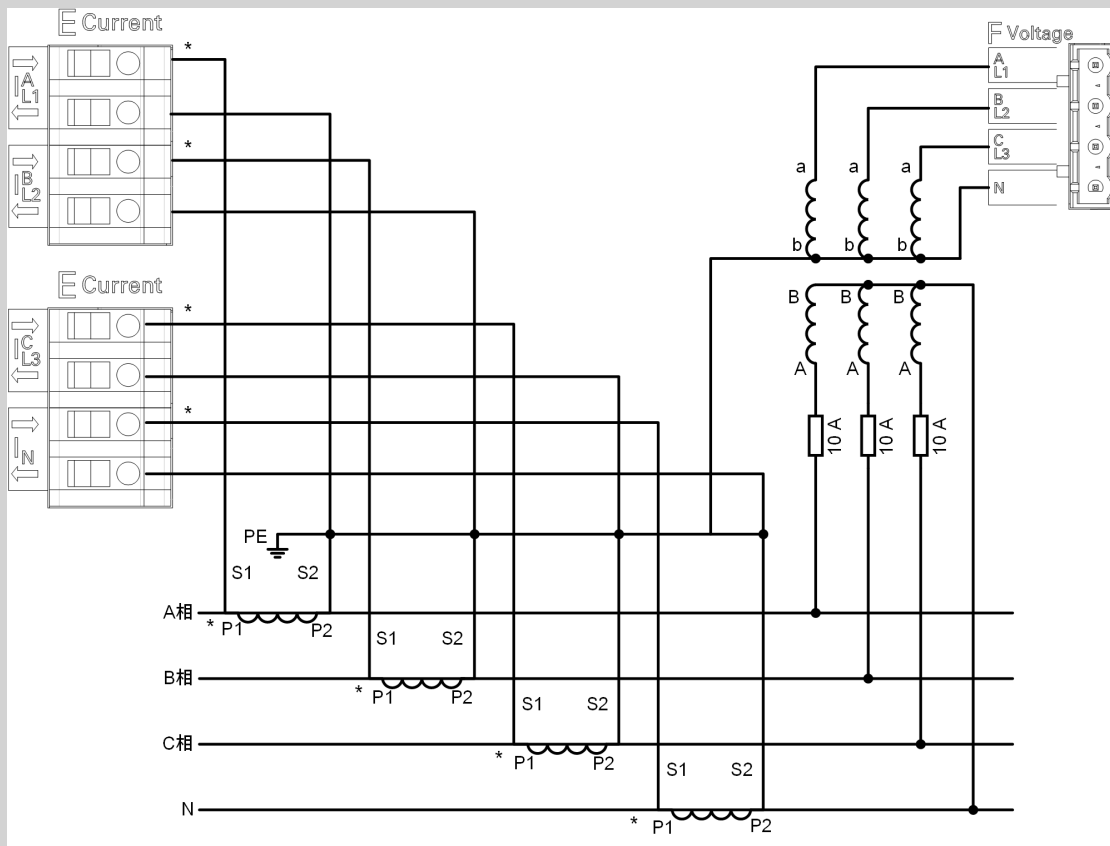 E Current
F Voltage
*
A
I
L1
A
L1
B
L2
*
I
B
L2
C
L3
a
a
a
N
b
b
b
E Current
B
B
B
*
I
C
L3
A
A
A
*
I
N
10 A
10 A
10 A
PE
S1
S2
A相
* P1
P2
S1
S2
B相
* P1
P2
S1
S2
C相
* P1
P2
S1
S2
N
* P1
P2